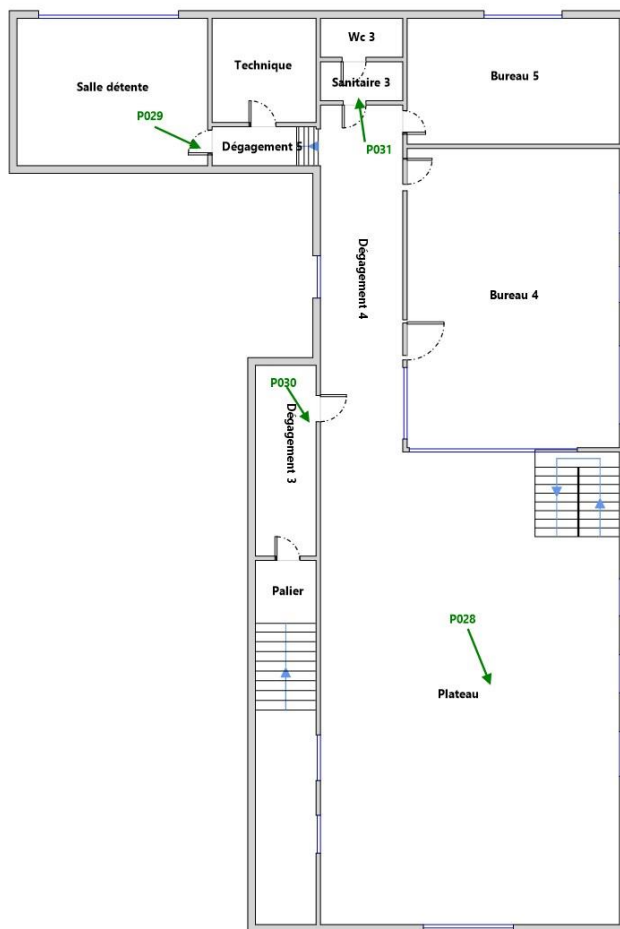 Wc 3
Technique
Bureau 5
Salle détente
Sanitaire 3
P029
Dégagement 5
P031
Dégagement 4
Bureau 4
P030
Dégagement 3
Palier
P028
Plateau